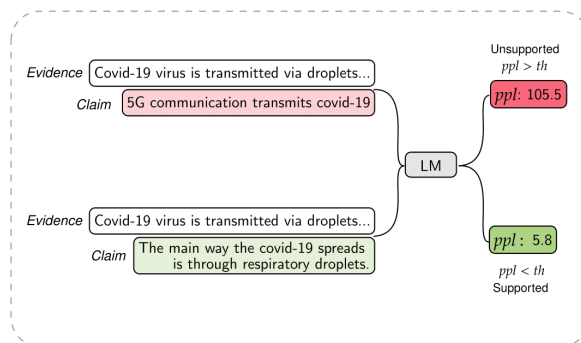 Evidence Covid-19 virus is transmitted via droplets...
Claim 5G communication transmits covid-19
Evidence Covid-19 virus is transmitted via droplets...
Claim The main way the covid-19 spreads
is through respiratory droplets.
LM
Unsupported
ppl > th
ppl: 105.5
ppl: 5.8
ppl < th
Supported